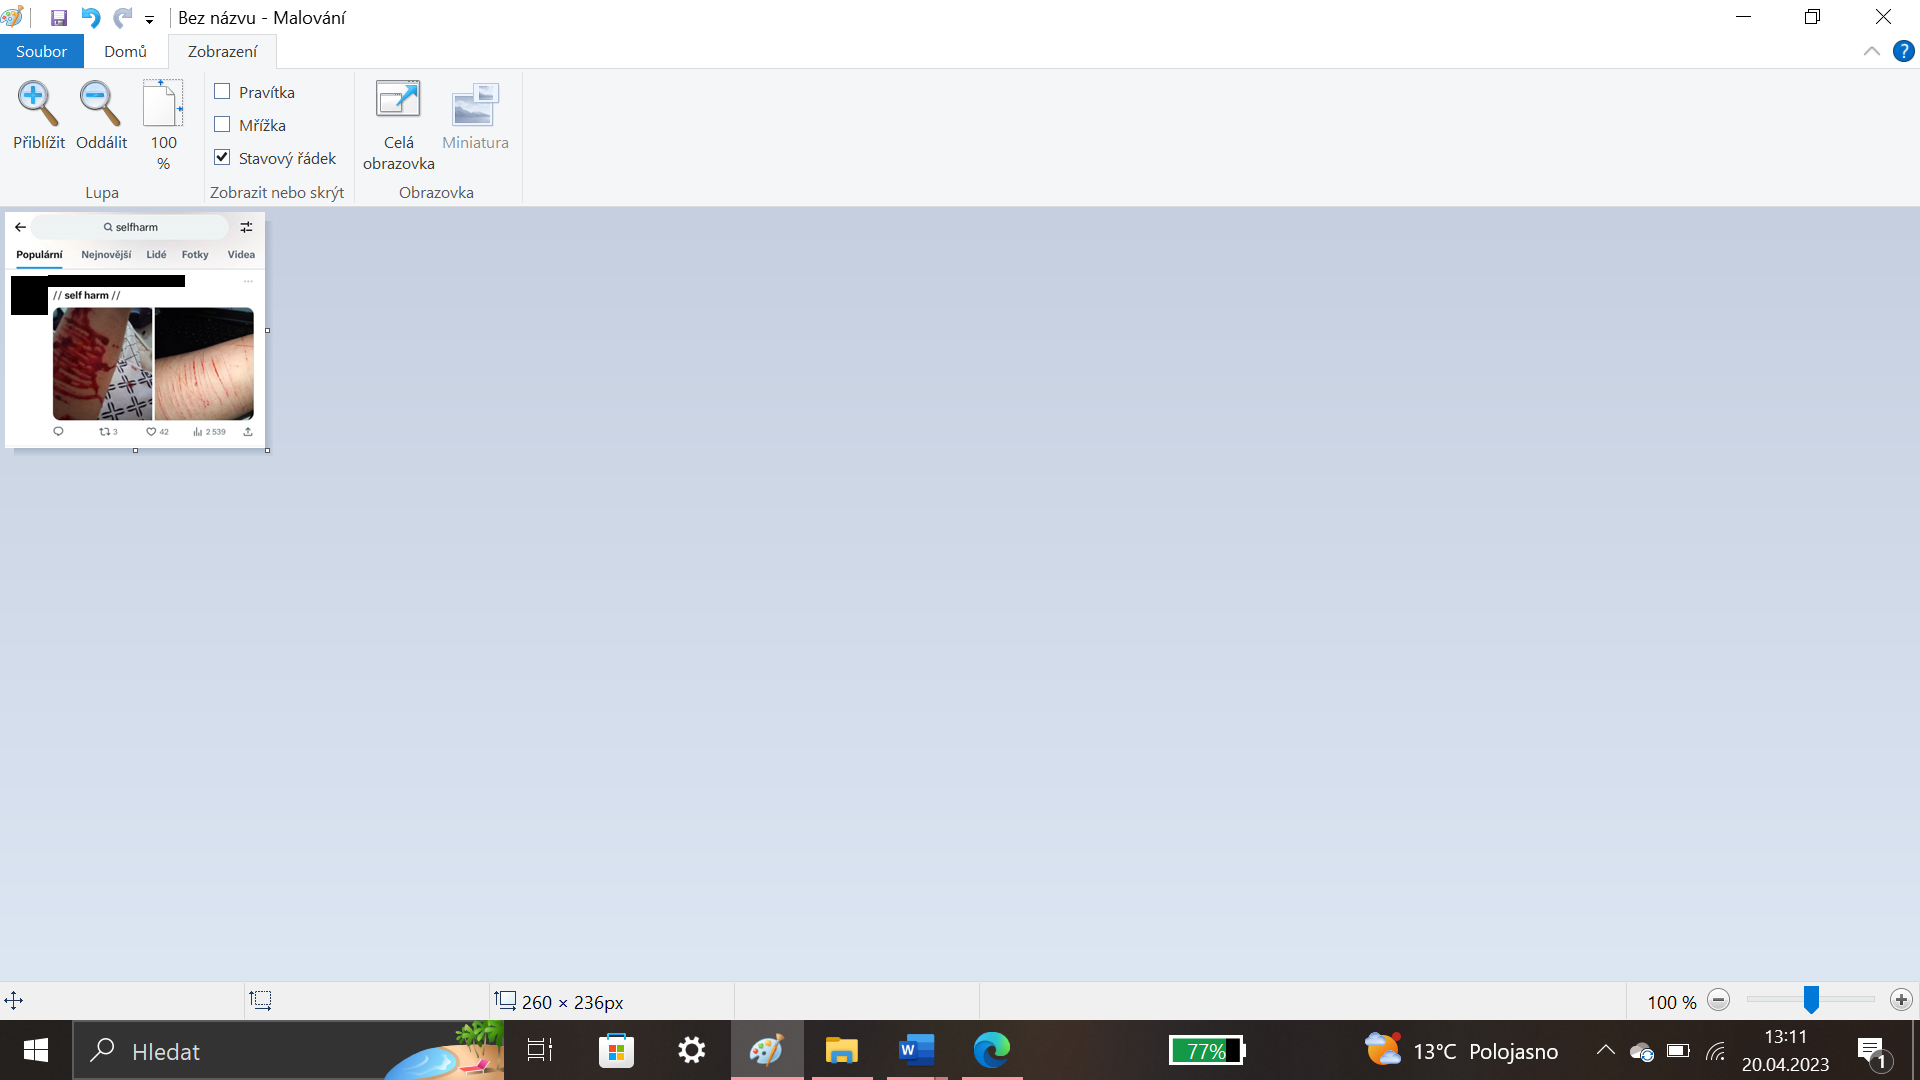 Bez názvu - Malování
Soubor Domů Zobrazení
Přiblížit Oddálit 100 %
Pravítka
Mřížka
Stavový řádek
Celá obrazovka Miniatura
Lupa Zobrazit nebo skrýt Obrazovka
selfharm
Populární Nejnovější Lidé Fotky Videa
// self harm //
3 42 2 539
260 × 236px 100 %
Hledat W 77% 13°C Polojasno 13:11
20.04.2023 1